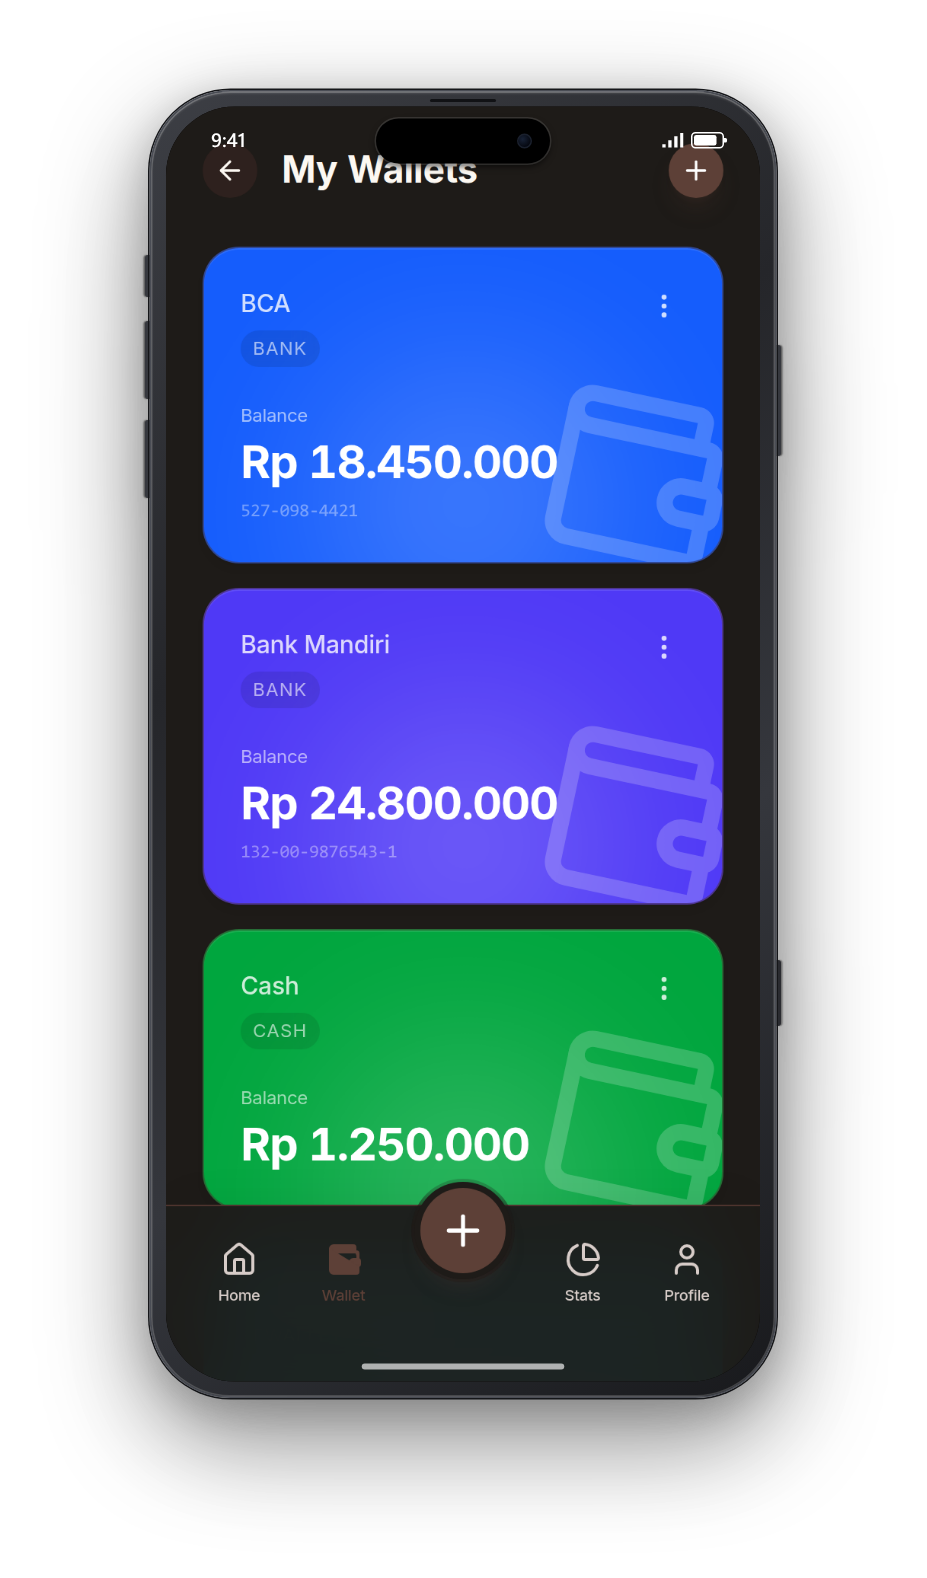 9:41
My Wallets
BCA
BANK
Balance
Rp 18.450.000
527-098-4421
Bank Mandiri
BANK
Balance
Rp 24.800.000
132-00-9876543-1
Cash
CASH
Balance
Rp 1.250.000
Home
Wallet
Stats
Profile